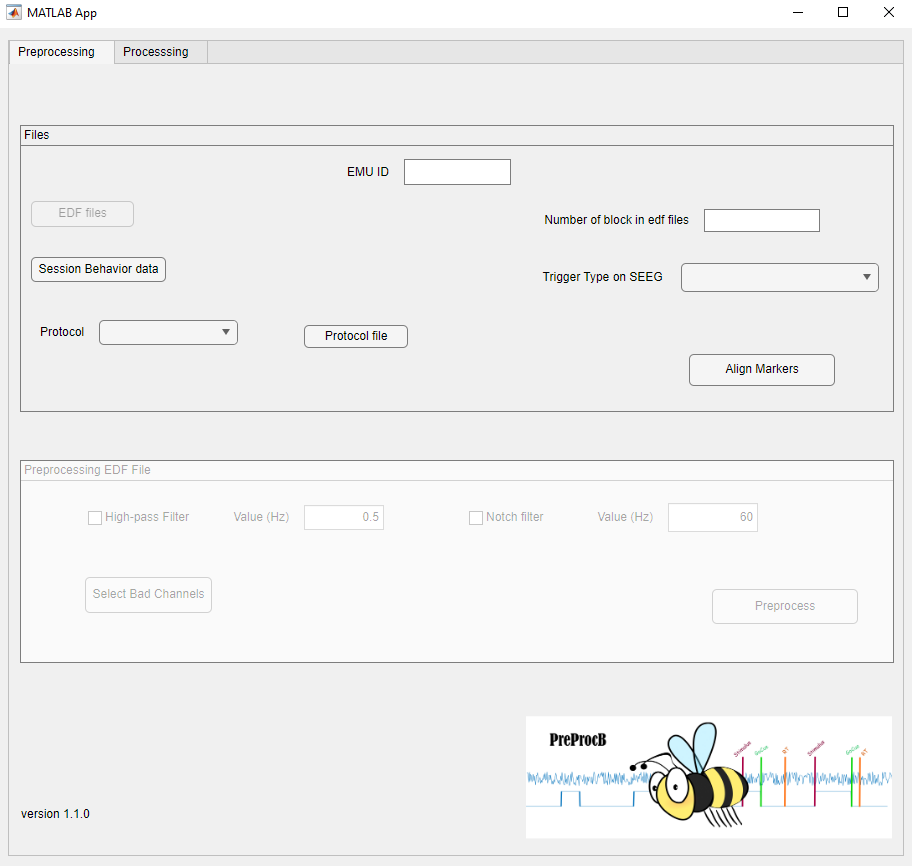 MATLAB App
Preprocessing
Processsing
Files
EMU ID
EDF files
Number of block in edf files
Session Behavior data
Trigger Type on SEEG
Protocol
Protocol file
Align Markers
Preprocessing EDF File
High-pass Filter
Value (Hz)
0.5
Notch filter
Value (Hz)
60
Select Bad Channels
Preprocess
PreProcB
Stimulus
GoCue
RT
Stimulus
GoCue
RT
version 1.1.0